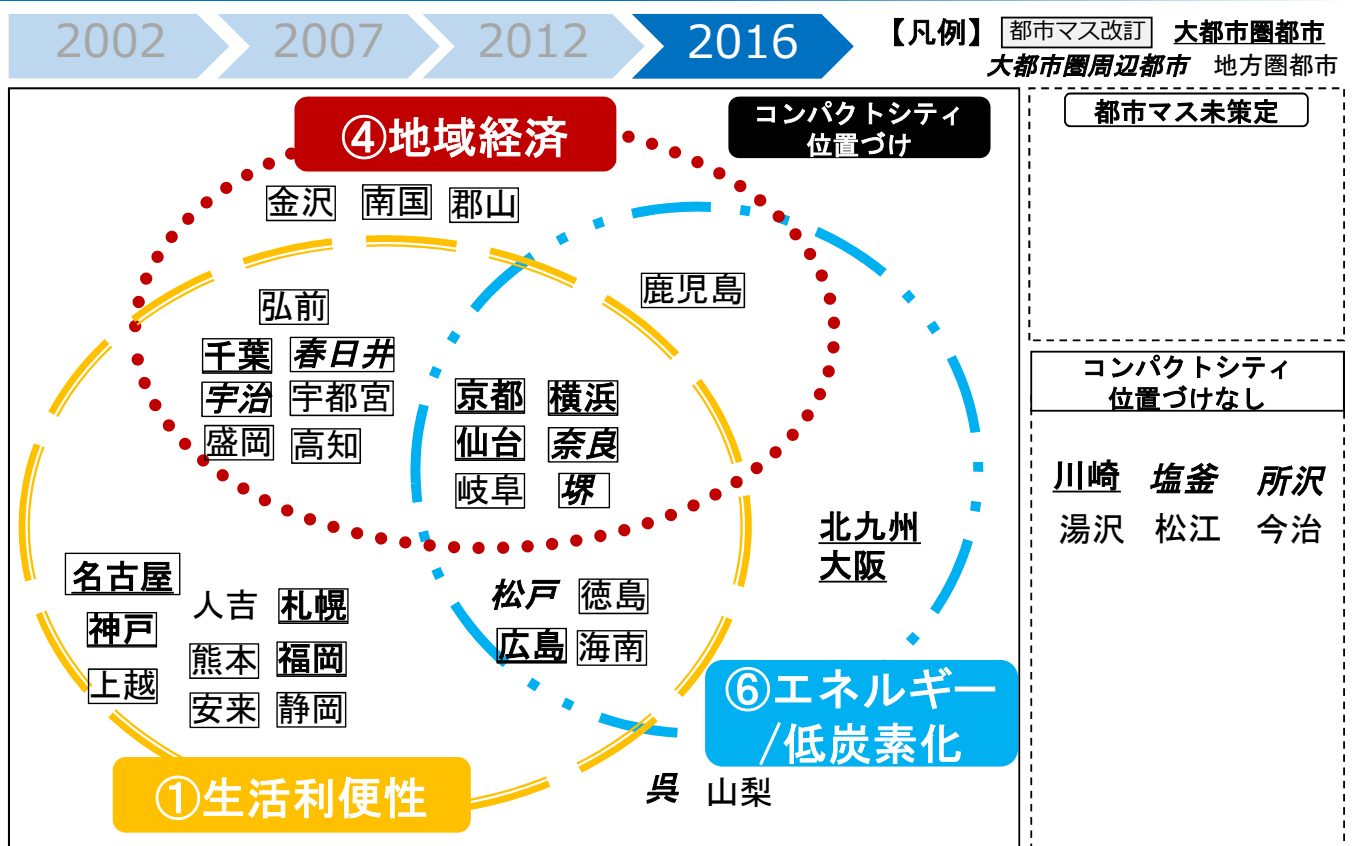 2002 2007 2012 2016
【凡例】 都市マス改訂 大都市圏都市
大都市圏周辺都市 地方圏都市
④地域経済
コンパクトシティ
位置づけ
都市マス未策定
金沢 南国 郡山
鹿児島
弘前
千葉 春日井
宇治 宇都宮
盛岡 高知
京都 横浜
仙台 奈良
岐阜 堺
コンパクトシティ
位置づけなし
川崎 塩釜 所沢
湯沢 松江 今治
北九州
大阪
名古屋
神戸
上越
人吉 札幌
熊本 福岡
安来 静岡
松戸 徳島
広島 海南
⑥エネルギー
/低炭素化
①生活利便性
呉 山梨